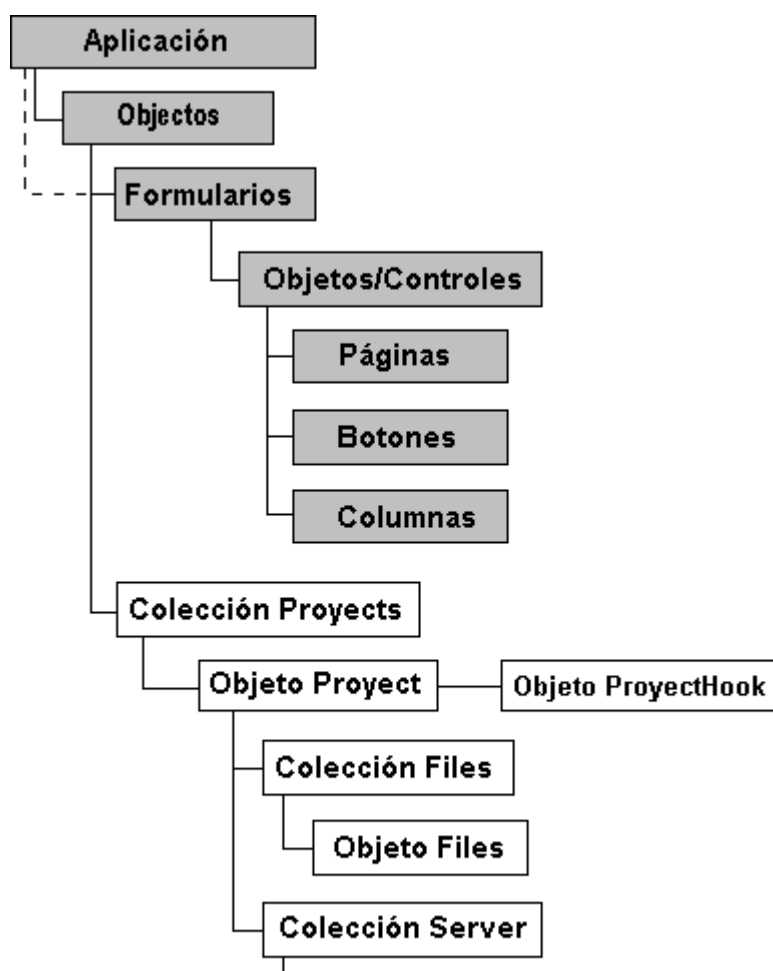 Aplicación
Objectos
Formularios
Objetos/Controles
Páginas
Botones
Columnas
Colección Proyects
Objeto Proyect
Objeto ProyectHook
Colección Files
Objeto Files
Colección Server